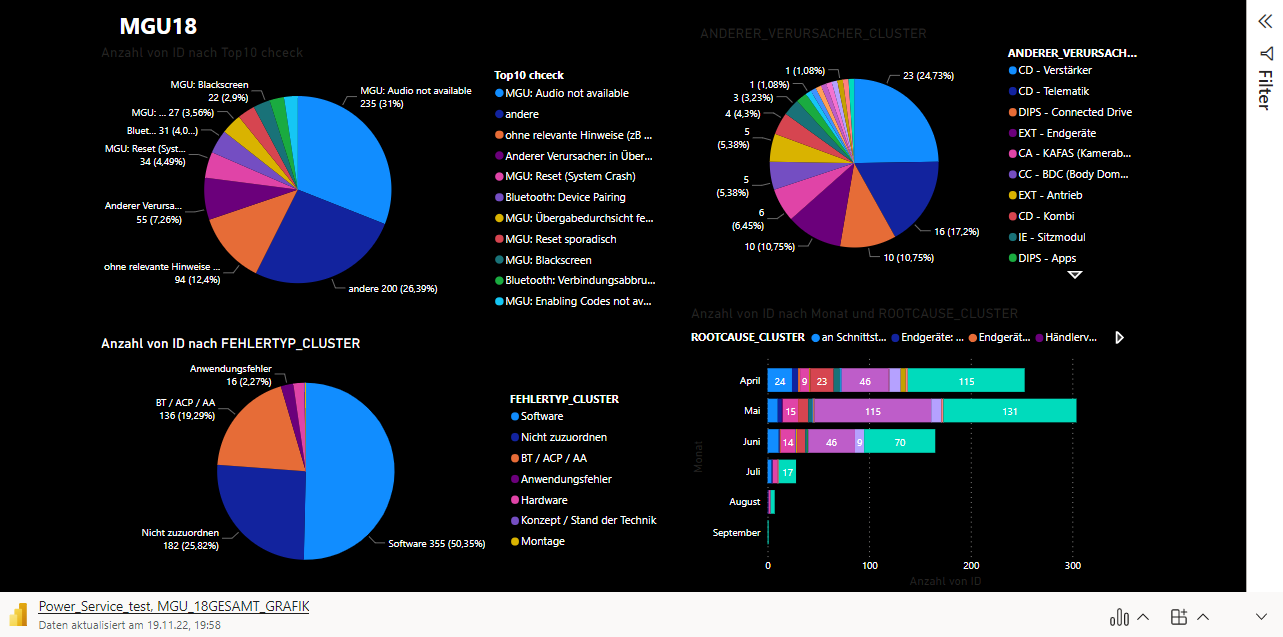 MGU18
Anzahl von ID nach Top10 chceck
MGU: Audio not available
235 (31%)
andere 200 (26,39%)
ohne relevante Hinweise ...
94 (12,4%)
Anderer Verursa...
55 (7,26%)
MGU: Reset (Syst...
34 (4,49%)
Bluet... 31 (4,0...)
MGU: ... 27 (3,56%)
MGU: Blackscreen
22 (2,9%)
Top10 chceck
MGU: Audio not available
andere
ohne relevante Hinweise (zB ...
Anderer Verursacher: in Über...
MGU: Reset (System Crash)
Bluetooth: Device Pairing
MGU: Übergabedurchsicht fe...
MGU: Reset sporadisch
MGU: Blackscreen
Bluetooth: Verbindungsabbru...
MGU: Enabling Codes not av...
ANDERER_VERURSACHER_CLUSTER
23 (24,73%)
16 (17,2%)
10 (10,75%)
10 (10,75%)
6
(6,45%)
5
(5,38%)
5
(5,38%)
4 (4,3%)
3 (3,23%)
1 (1,08%)
1 (1,08%)
ANDERER_VERURSACH...
CD - Verstärker
CD - Telematik
DIPS - Connected Drive
EXT - Endgeräte
CA - KAFAS (Kamerab...
CC - BDC (Body Dom...
EXT - Antrieb
CD - Kombi
IE - Sitzmodul
DIPS - Apps
Anzahl von ID nach FEHLERTYP_CLUSTER
Anwendungsfehler
16 (2,27%)
BT / ACP / AA
136 (19,29%)
Nicht zuzuordnen
182 (25,82%)
Software 355 (50,35%)
FEHLERTYP_CLUSTER
Software
Nicht zuzuordnen
BT / ACP / AA
Anwendungsfehler
Hardware
Konzept / Stand der Technik
Montage
Anzahl von ID nach Monat und ROOTCAUSE_CLUSTER
ROOTCAUSE_CLUSTER an Schnittst... Endgeräte: ... Endgerät... Händlerv...
Monat
April 24 9 23 46 115
Mai 15 115 131
Juni 14 46 9 70
Juli 17
August
September
0 100 200 300
Anzahl von ID
Filter
Power_Service_test, MGU_18GESAMT_GRAFIK
Daten aktualisiert am 19.11.22, 19:58